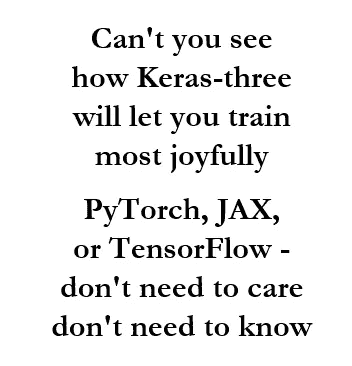 Can't you see
how Keras-three
will let you train
most joyfully
PyTorch, JAX,
or TensorFlow -
don't need to care
don't need to know